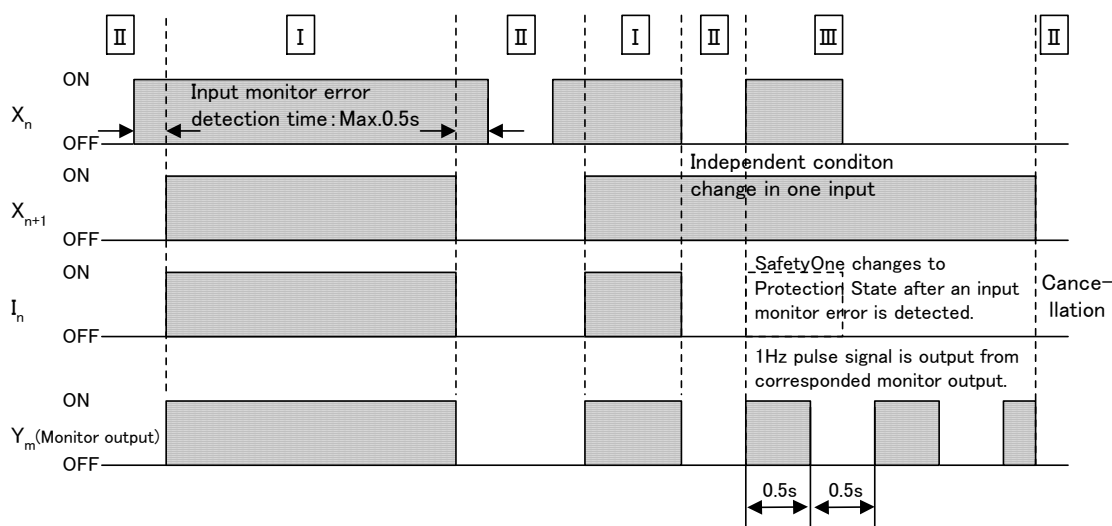 Ⅱ Ⅰ Ⅱ Ⅰ Ⅱ Ⅲ Ⅱ
ON
Xn
OFF
Input monitor error
detection time:Max.0.5s
ON
Xn+1
OFF
Independent conditon
change in one input
ON
In
OFF
SafetyOne changes to
Protection State after an input
monitor error is detected.
Cance-
llation
1Hz pulse signal is output from
corresponded monitor output.
ON
Ym(Monitor output)
OFF
0.5s 0.5s